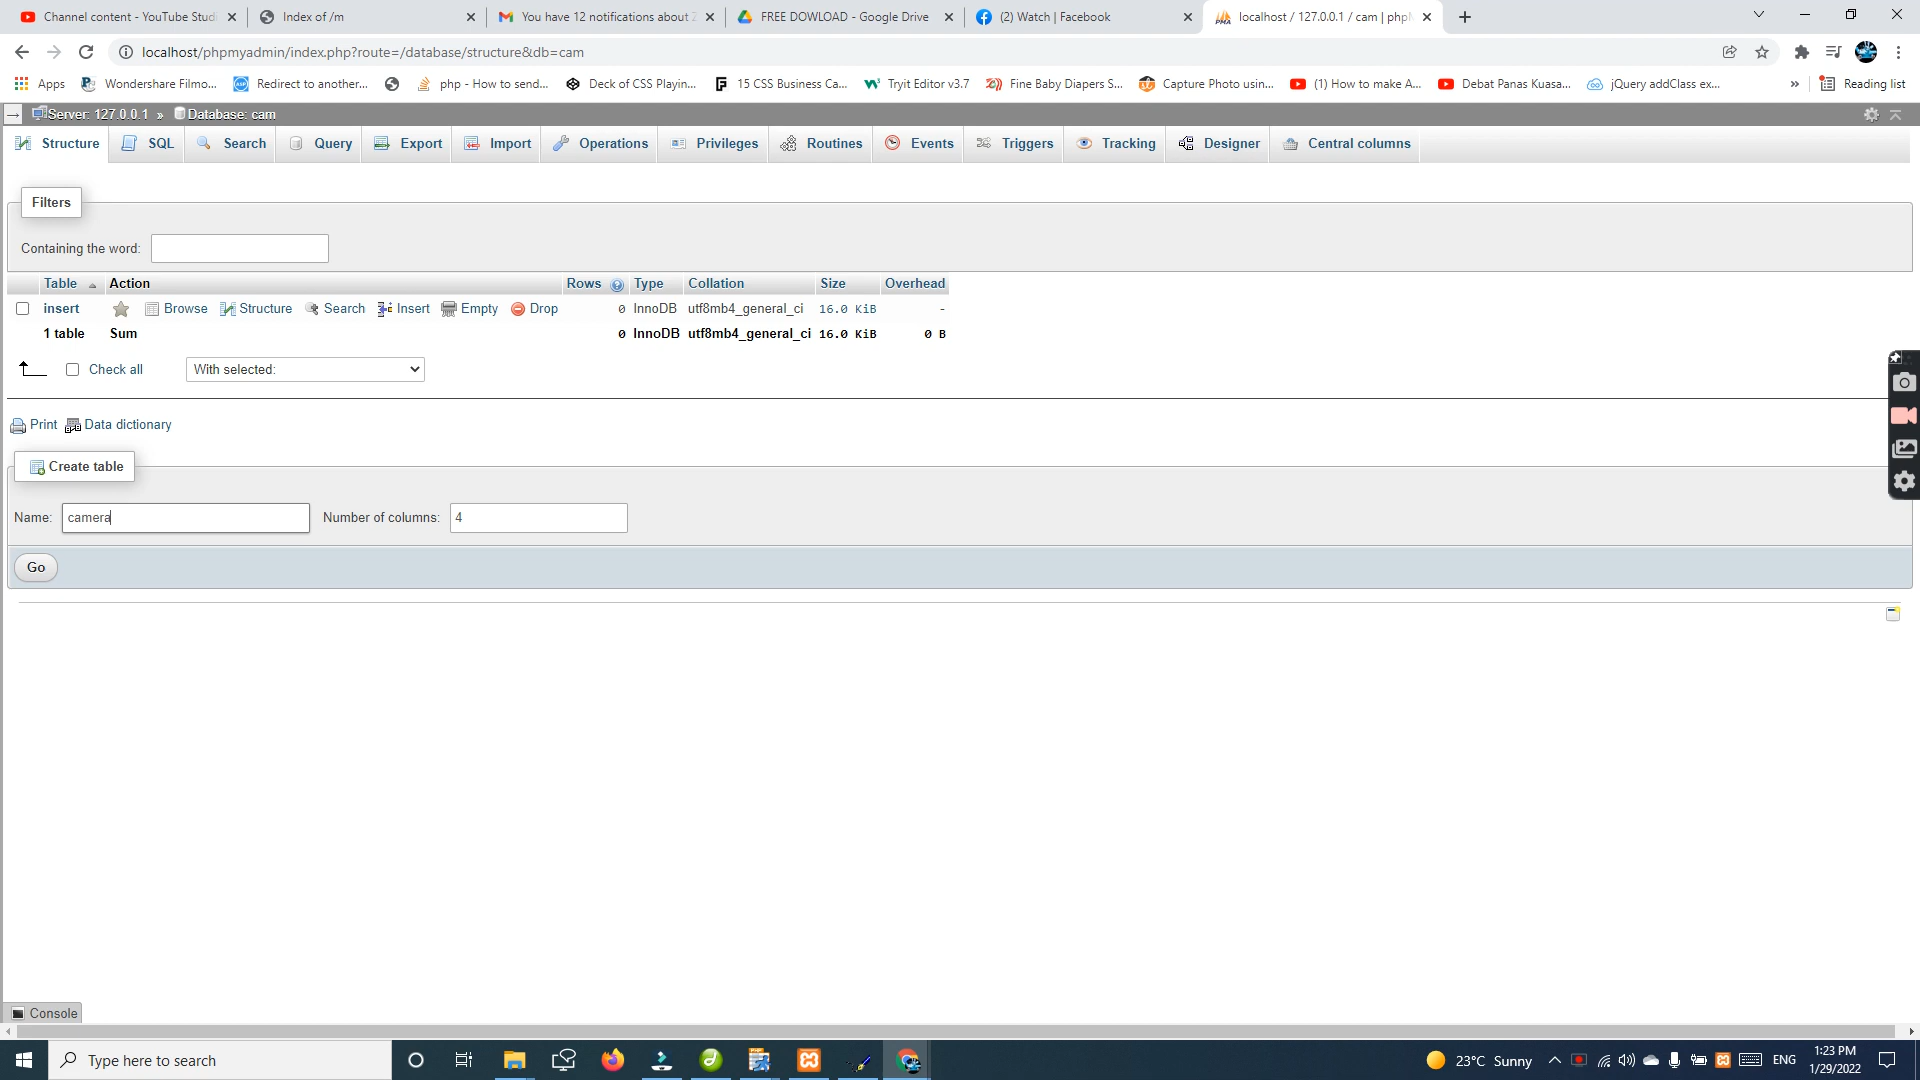 Channel content - YouTube Studi
Index of /m
You have 12 notifications about Z
FREE DOWLOAD - Google Drive
(2) Watch | Facebook
localhost / 127.0.0.1 / cam | phpM
localhost/phpmyadmin/index.php?route=/database/structure&db=cam
Apps
Wondershare Filmo...
Redirect to another...
php - How to send...
Deck of CSS Playin...
15 CSS Business Ca...
Tryit Editor v3.7
Fine Baby Diapers S...
Capture Photo usin...
(1) How to make A...
Debat Panas Kuasa...
jQuery addClass ex...
»
Reading list
Server: 127.0.0.1 » Database: cam
Structure
SQL
Search
Query
Export
Import
Operations
Privileges
Routines
Events
Triggers
Tracking
Designer
Central columns
Filters
Containing the word:
Table Action Rows Type Collation Size Overhead
insert Browse Structure Search Insert Empty Drop 0 InnoDB utf8mb4_general_ci 16.0 KiB -
1 table Sum 0 InnoDB utf8mb4_general_ci 16.0 KiB 0 B
Check all With selected:
Print Data dictionary
Create table
Name: camera Number of columns: 4
Go
Console
Type here to search
23°C Sunny
ENG
1:23 PM
1/29/2022